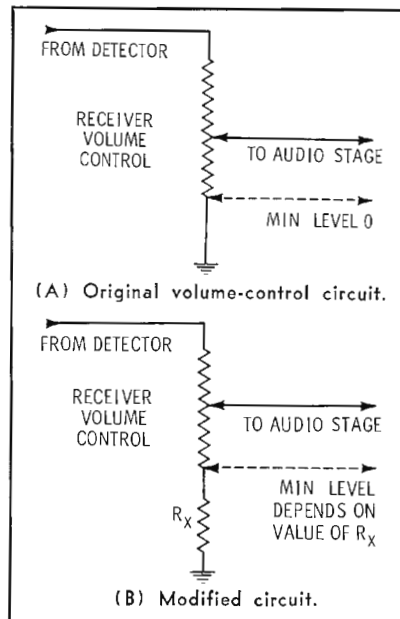 FROM DETECTOR
RECEIVER
VOLUME
CONTROL
TO AUDIO STAGE
MIN LEVEL 0
(A) Original volume-control circuit.
FROM DETECTOR
RECEIVER
VOLUME
CONTROL
TO AUDIO STAGE
MIN LEVEL
DEPENDS ON
VALUE OF RX
RX
(B) Modified circuit.